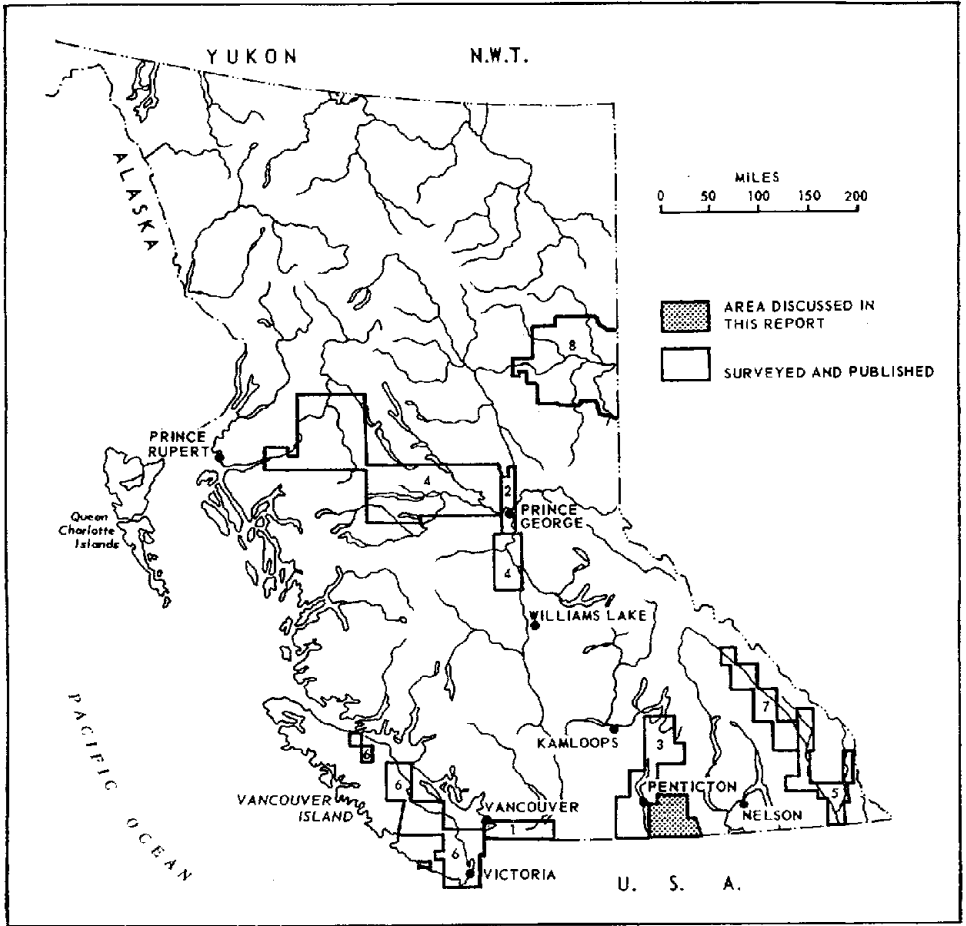 YUKON
N.W.T.
ALASKA
MILES
0 50 100 150 200
AREA DISCUSSED IN
THIS REPORT
SURVEYED AND PUBLISHED
8
PRINCE
RUPERT
4
2
PRINCE
GEORGE
Queen
Charlotte
Islands
4
WILLIAMS LAKE
7
PACIFIC OCEAN
KAMLOOPS
3
6
6
5
PENTICTON
VANCOUVER
ISLAND
VANCOUVER
NELSON
1
6
VICTORIA
U. S. A.